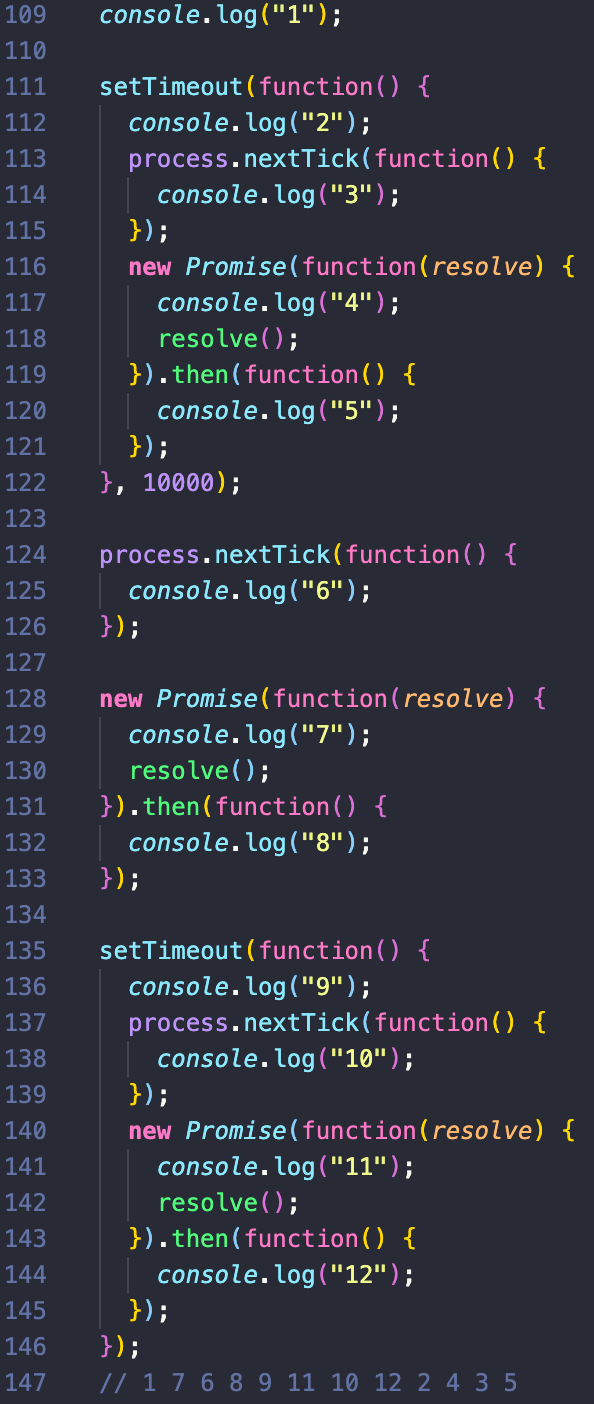 109 console.log("1");
110
111 setTimeout(function() {
112   console.log("2");
113   process.nextTick(function() {
114     console.log("3");
115   });
116   new Promise(function(resolve) {
117     console.log("4");
118     resolve();
119   }).then(function() {
120     console.log("5");
121   });
122 }, 10000);
123
124 process.nextTick(function() {
125   console.log("6");
126 });
127
128 new Promise(function(resolve) {
129   console.log("7");
130   resolve();
131 }).then(function() {
132   console.log("8");
133 });
134
135 setTimeout(function() {
136   console.log("9");
137   process.nextTick(function() {
138     console.log("10");
139   });
140   new Promise(function(resolve) {
141     console.log("11");
142     resolve();
143   }).then(function() {
144     console.log("12");
145   });
146 });
147 // 1 7 6 8 9 11 10 12 2 4 3 5